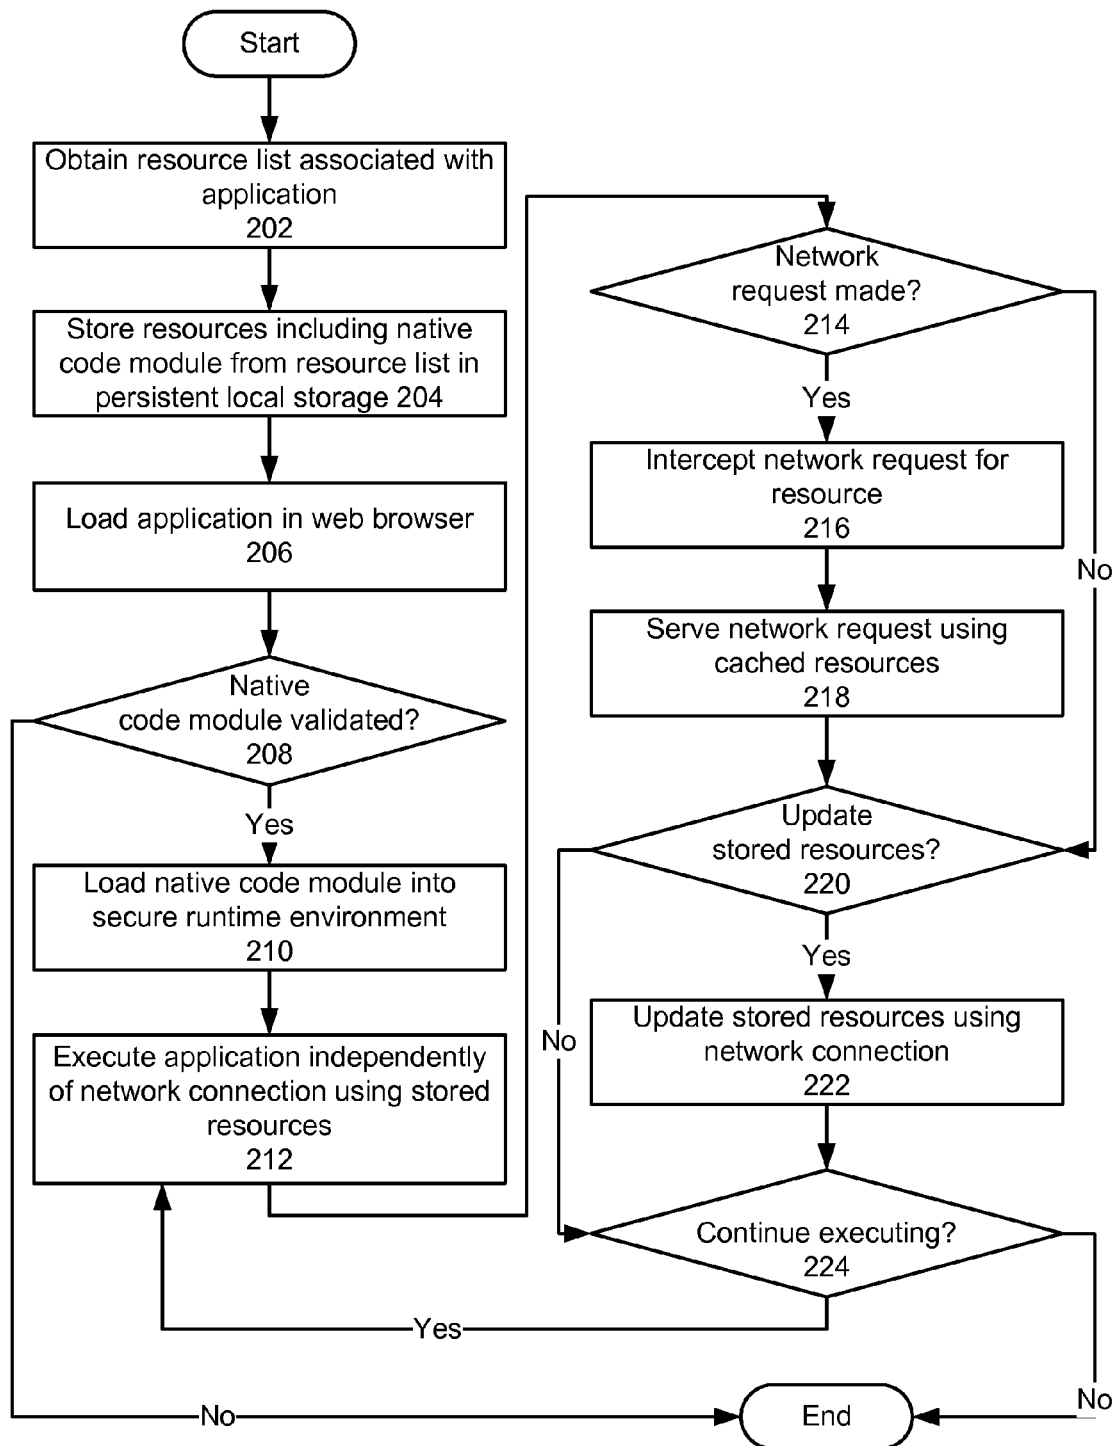 Start
Obtain resource list associated with
application
202
Store resources including native
code module from resource list in
persistent local storage 204
Load application in web browser
206
Native
code module validated?
208
Yes
Load native code module into
secure runtime environment
210
Execute application independently
of network connection using stored
resources
212
Network
request made?
214
Yes
No
Intercept network request for
resource
216
Serve network request using
cached resources
218
Update
stored resources?
220
Yes
No
Update stored resources using
network connection
222
Continue executing?
224
Yes
No
No
End